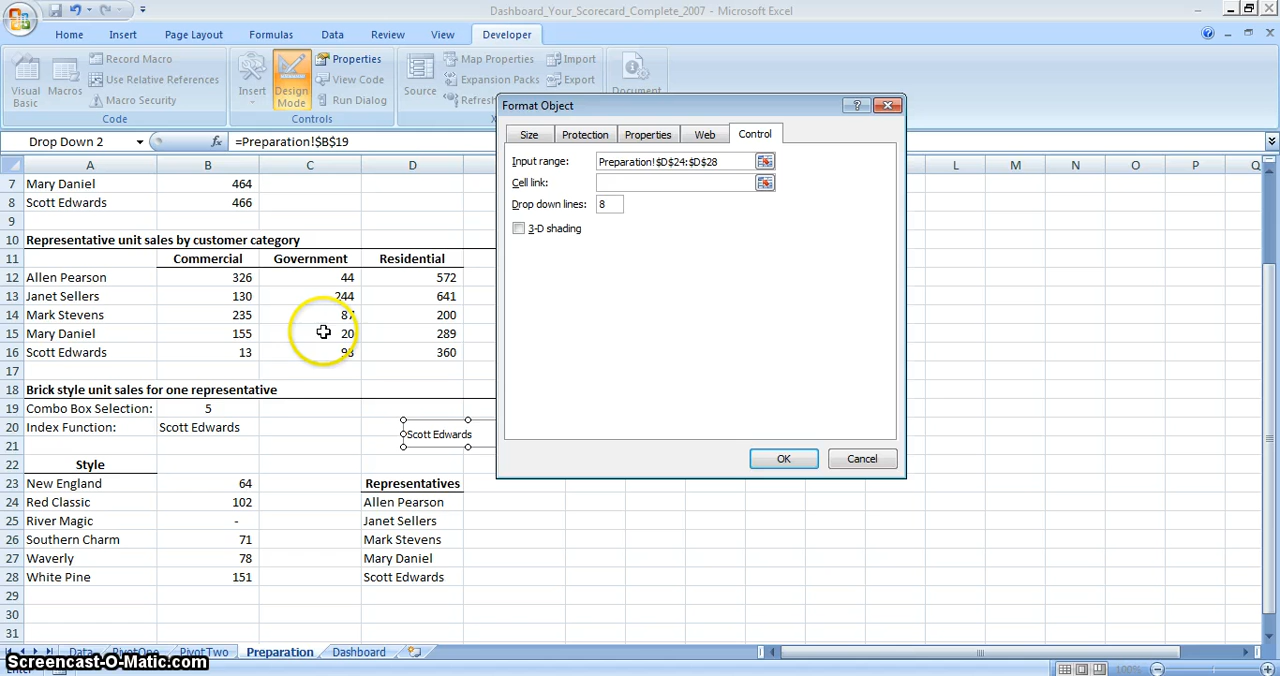 Dashboard_Your_Scorecard_Complete_2007 - Microsoft Excel
Home Insert Page Layout Formulas Data Review View Developer
Visual Basic Macros Record Macro Use Relative References Macro Security Insert Design Mode Properties View Code Run Dialog Source Map Properties Expansion Packs Refresh Import Export Document
Code Controls
Drop Down 2 fx =Preparation!$B$19
A B C D L M N O P Q
7 Mary Daniel 464
8 Scott Edwards 466
9
10 Representative unit sales by customer category
11 Commercial Government Residential
12 Allen Pearson 326 44 572
13 Janet Sellers 130 244 641
14 Mark Stevens 235 87 200
15 Mary Daniel 155 20 289
16 Scott Edwards 13 93 360
17
18 Brick style unit sales for one representative
19 Combo Box Selection: 5
20 Index Function: Scott Edwards
Scott Edwards
21
22 Style
23 New England 64 Representatives
24 Red Classic 102 Allen Pearson
25 River Magic - Janet Sellers
26 Southern Charm 71 Mark Stevens
27 Waverly 78 Mary Daniel
28 White Pine 151 Scott Edwards
29
30
31
Format Object
Size Protection Properties Web Control
Input range: Preparation!$D$24:$D$28
Cell link:
Drop down lines: 8
3-D shading
OK Cancel
Data PivotOne PivotTwo Preparation Dashboard
Screencast-O-Matic.com
100%